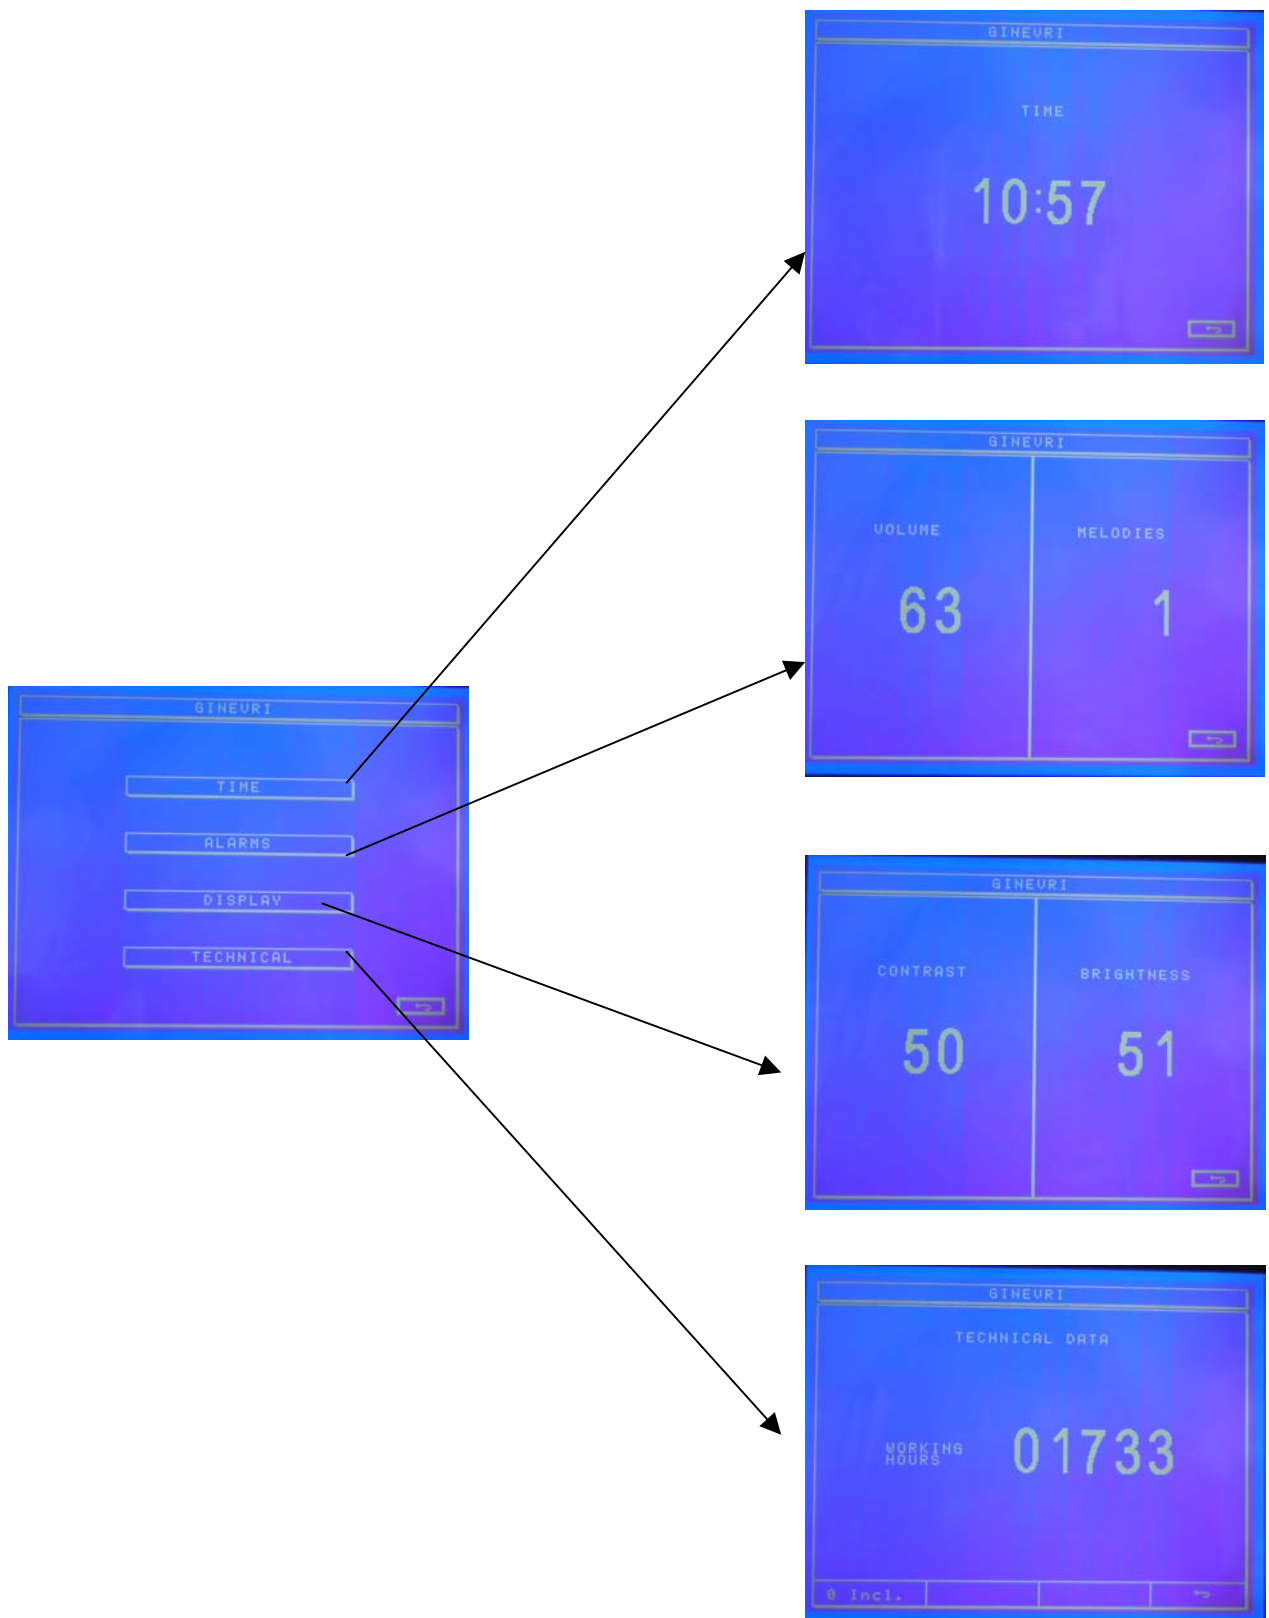 GINEVRI
TIME
10:57
GINEVRI
VOLUME
MELODIES
63
1
GINEVRI
TIME
ALARMS
DISPLAY
TECHNICAL
GINEVRI
CONTRAST
BRIGHTNESS
50
51
GINEVRI
TECHNICAL DATA
WORKING
HOURS
01733
0 Incl.